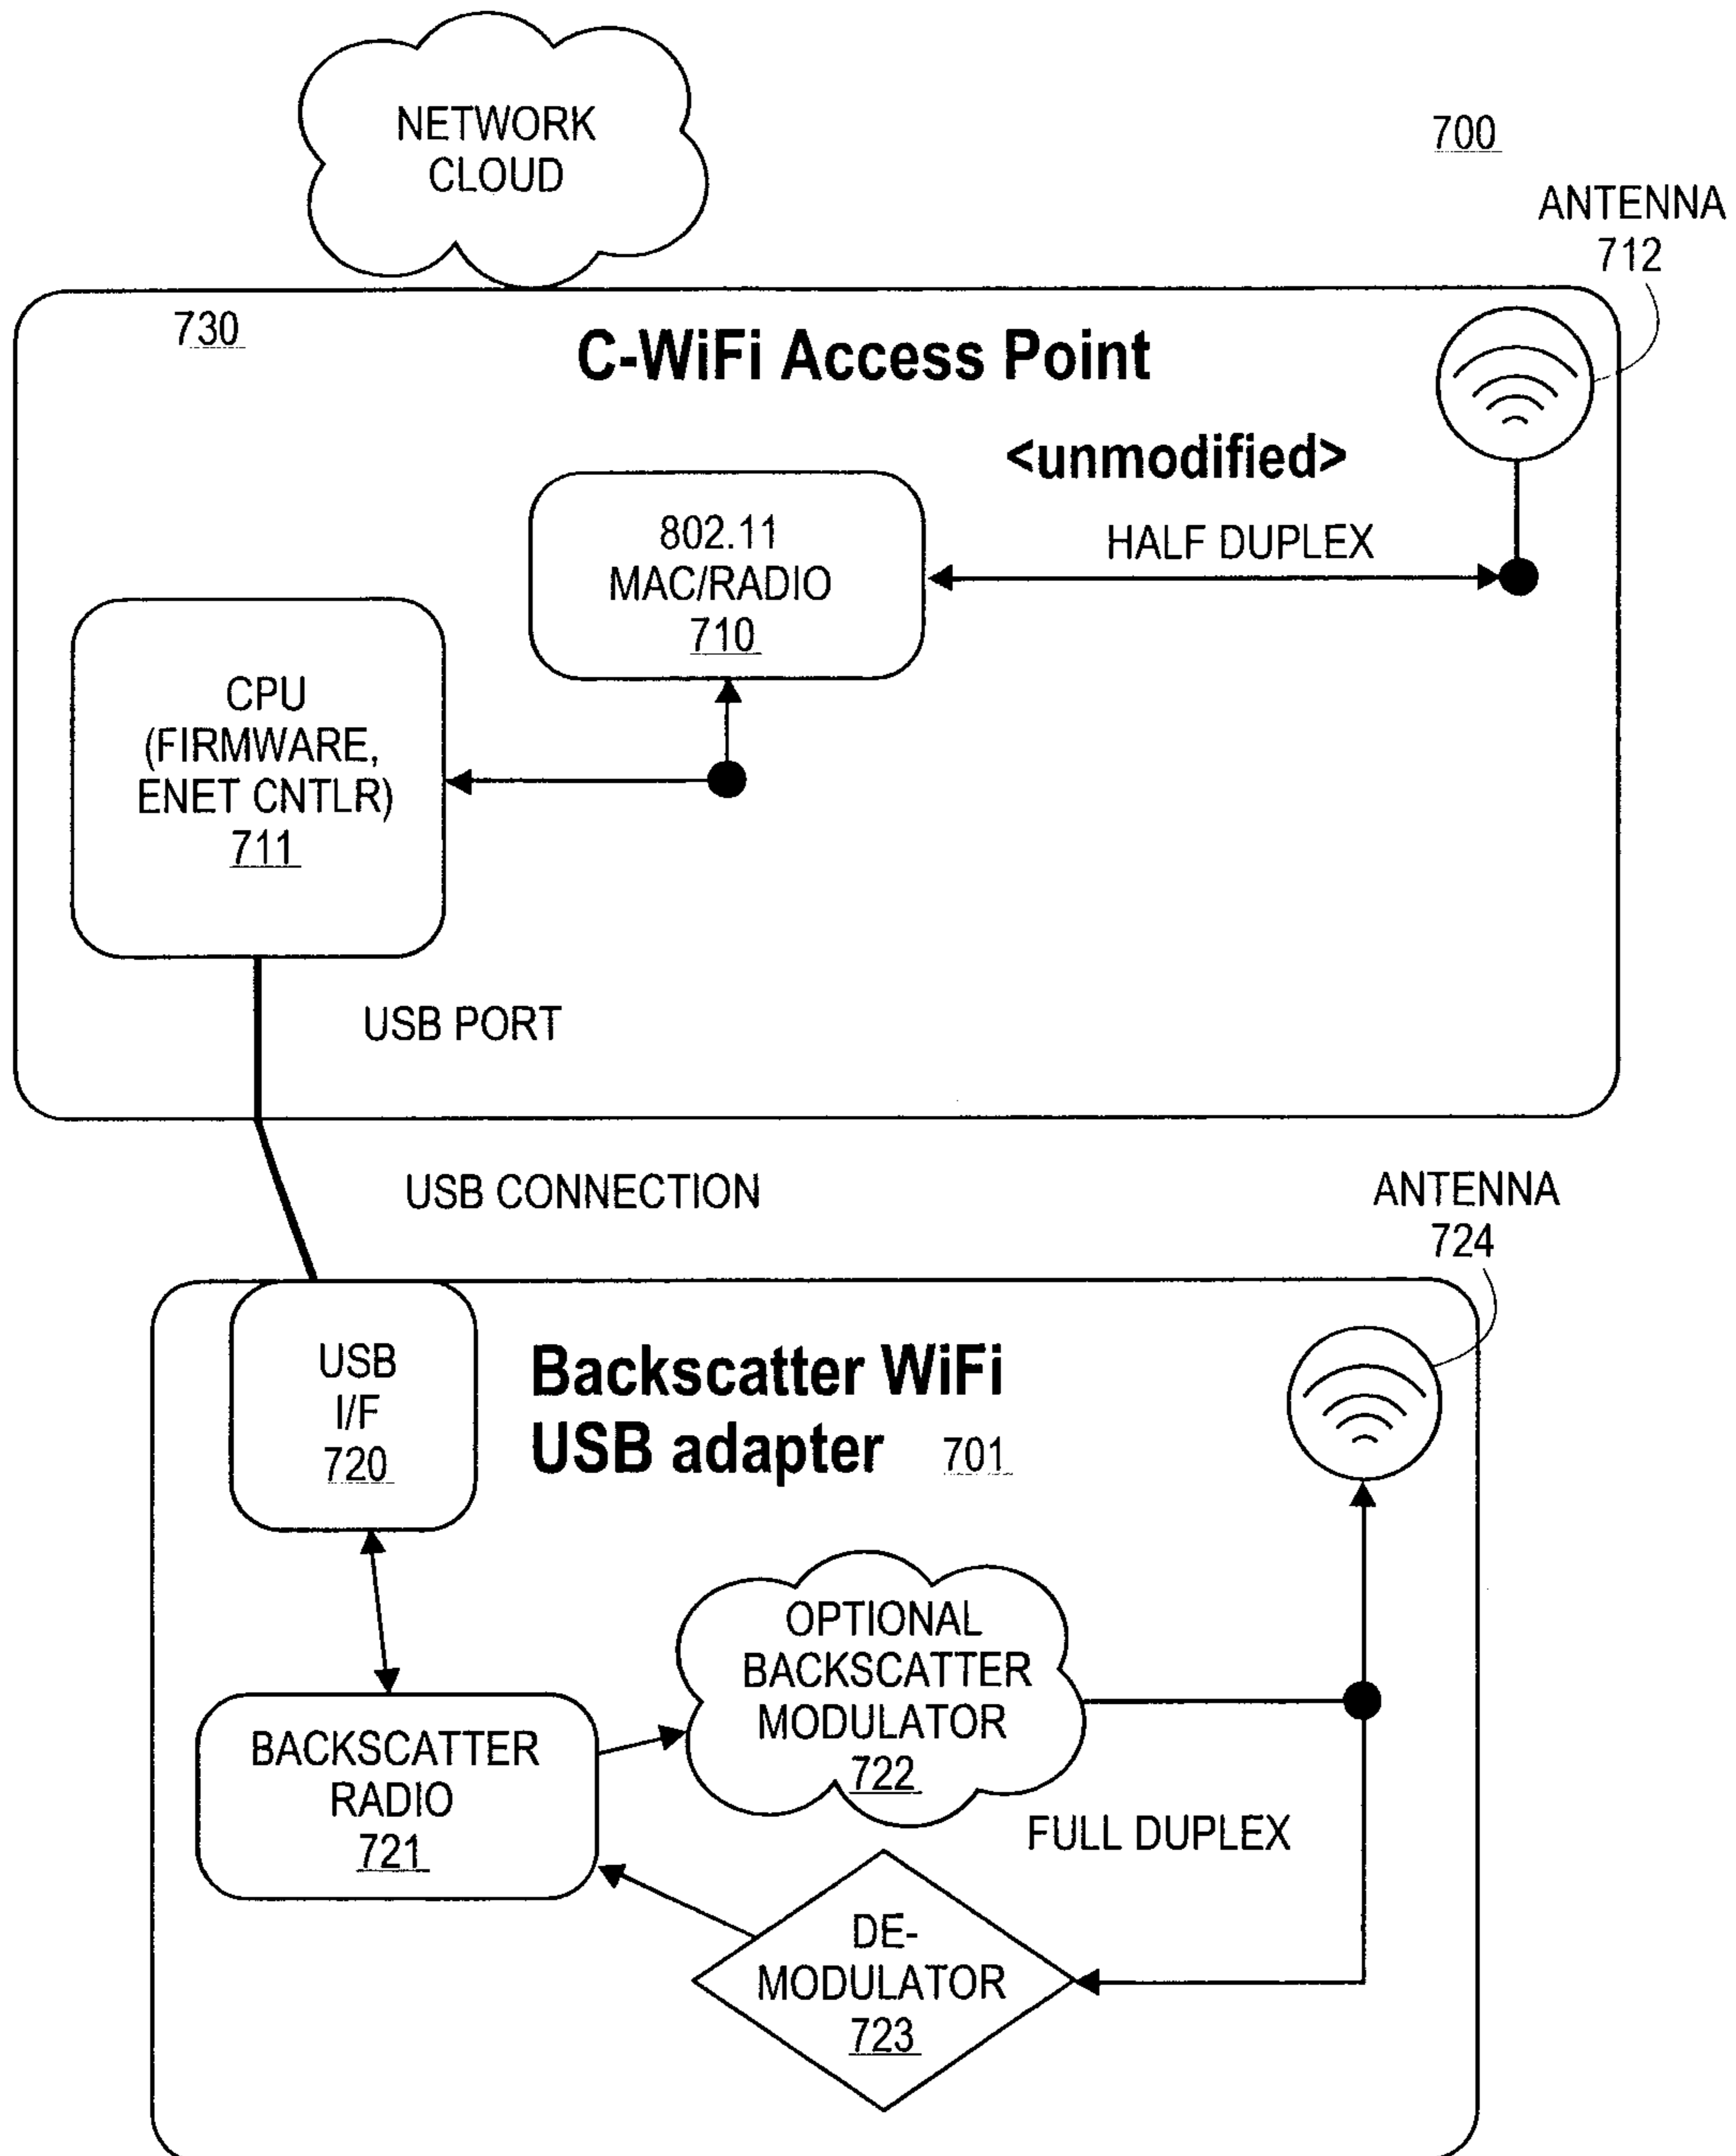 NETWORK
CLOUD
700
ANTENNA
712
730
C-WiFi Access Point
<unmodified>
802.11
MAC/RADIO
710
HALF DUPLEX
CPU
(FIRMWARE,
ENET CNTLR)
711
USB PORT
USB CONNECTION
ANTENNA
724
USB
I/F
720
Backscatter WiFi
USB adapter 701
OPTIONAL
BACKSCATTER
MODULATOR
722
BACKSCATTER
RADIO
721
FULL DUPLEX
DE-
MODULATOR
723